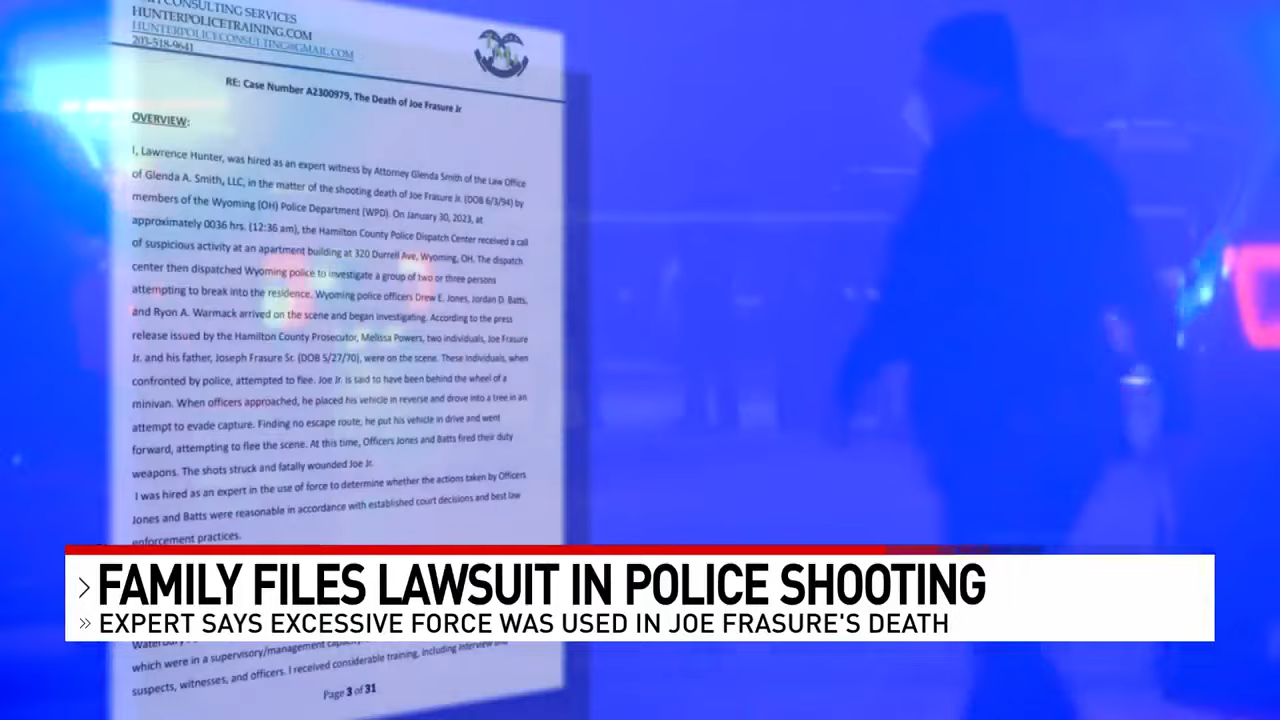 CONSULTING SERVICES
HUNTERPOLICETRAINING.COM
HUNTERPOLICECONSULTING@GMAIL.COM
203-518-9641
RE: Case Number A2300979, The Death of Joe Frasure Jr
OVERVIEW:
I, Lawrence Hunter, was hired as an expert witness by Attorney Glenda Smith of the Law Office
of Glenda A. Smith, LLC, in the matter of the shooting death of Joe Frasure Jr. (DOB 6/3/94) by
members of the Wyoming (OH) Police Department (WPD). On January 30, 2023, at
approximately 0036 hrs. (12:36 am), the Hamilton County Police Dispatch Center received a call
of suspicious activity at an apartment building at 320 Durrell Ave, Wyoming, OH. The dispatch
center then dispatched Wyoming police to investigate a group of two or three persons
attempting to break into the residence. Wyoming police officers Drew E. Jones, Jordan D. Batts,
and Ryon A. Warmack arrived on the scene and began investigating. According to the press
release issued by the Hamilton County Prosecutor, Melissa Powers, two individuals, Joe Frasure
Jr. and his father, Joseph Frasure Sr. (DOB 5/27/70), were on the scene. These individuals, when
confronted by police, attempted to flee. Joe Jr. is said to have been behind the wheel of a
minivan. When officers approached, he placed his vehicle in reverse and drove into a tree in an
attempt to evade capture. Finding no escape route, he put his vehicle in drive and went
forward, attempting to flee the scene. At this time, Officers Jones and Batts fired their duty
weapons. The shots struck and fatally wounded Joe Jr.
I was hired as an expert in the use of force to determine whether the actions taken by Officers
Jones and Batts were reasonable in accordance with established court decisions and best law
enforcement practices.
FAMILY FILES LAWSUIT IN POLICE SHOOTING
EXPERT SAYS EXCESSIVE FORCE WAS USED IN JOE FRASURE'S DEATH
which were in a supervisory/management
suspects, witnesses, and officers. I received considerable training, including interview
Page 3 of 31